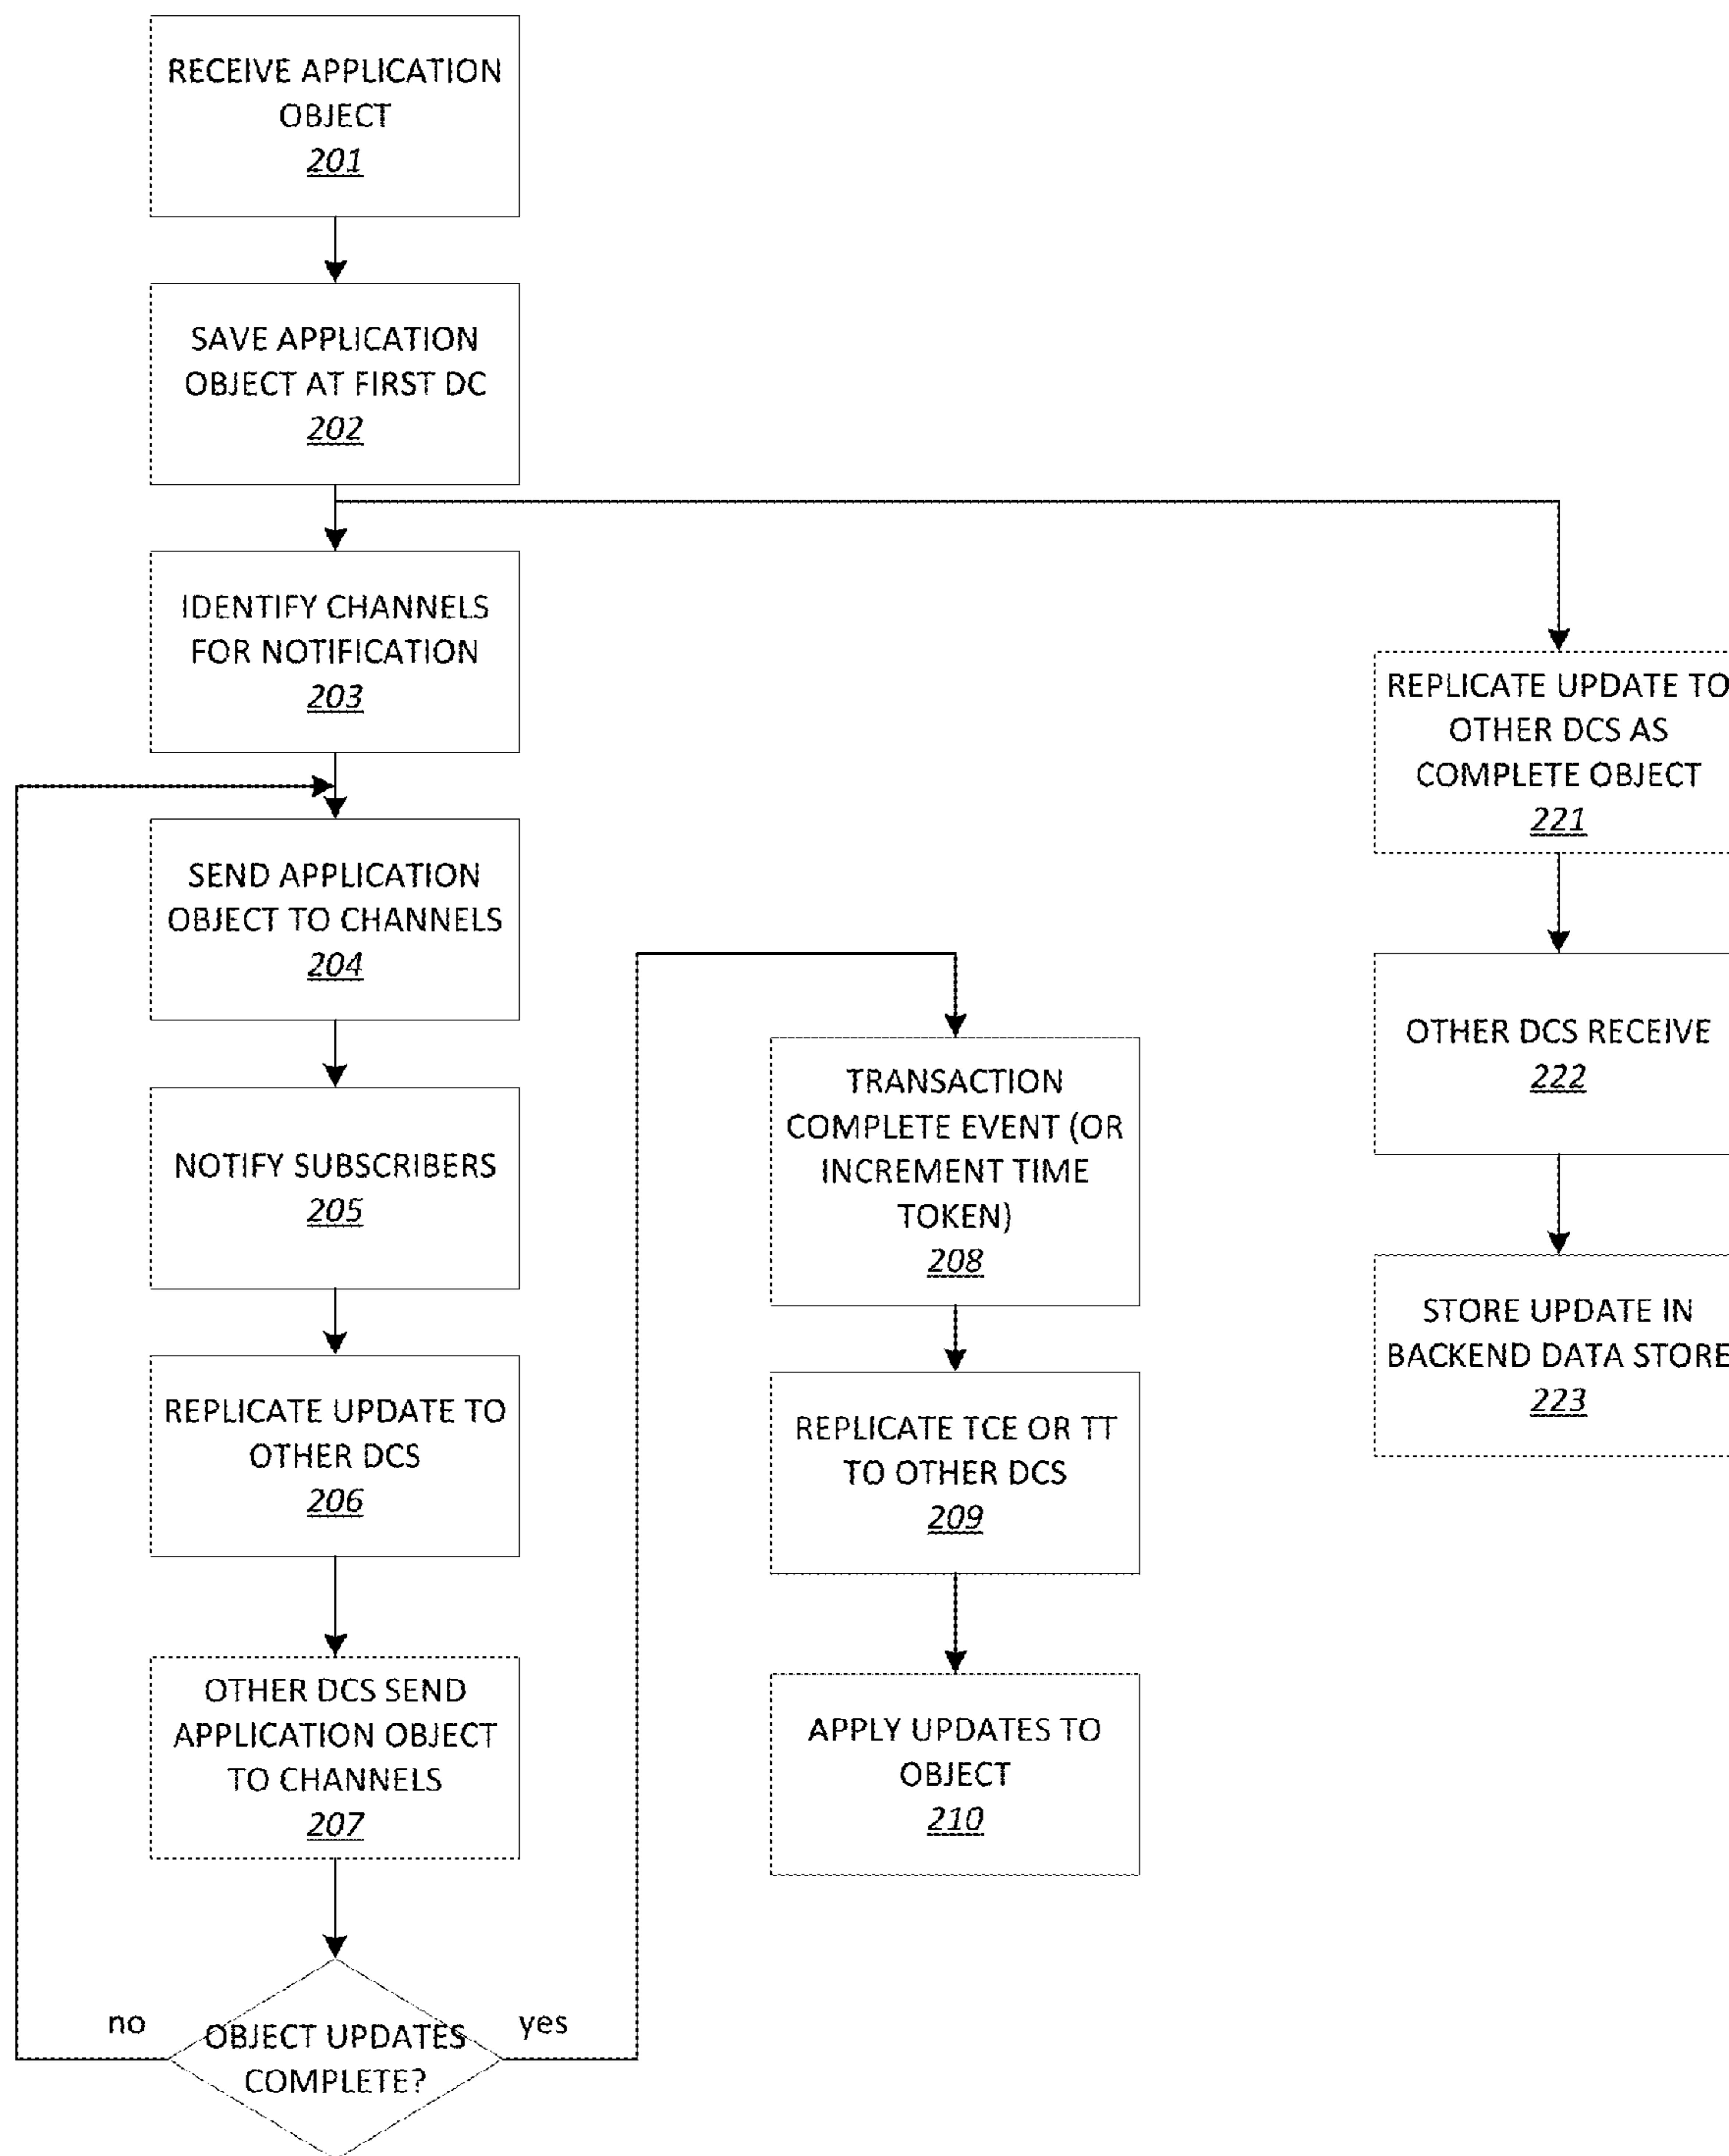 RECEIVE APPLICATION
OBJECT
201
SAVE APPLICATION
OBJECT AT FIRST DC
202
IDENTIFY CHANNELS
FOR NOTIFICATION
203
SEND APPLICATION
OBJECT TO CHANNELS
204
NOTIFY SUBSCRIBERS
205
REPLICATE UPDATE TO
OTHER DCS
206
OTHER DCS SEND
APPLICATION OBJECT
TO CHANNELS
207
no
OBJECT UPDATES
COMPLETE?
yes
TRANSACTION
COMPLETE EVENT (OR
INCREMENT TIME
TOKEN)
208
REPLICATE TCE OR TT
TO OTHER DCS
209
APPLY UPDATES TO
OBJECT
210
REPLICATE UPDATE TO
OTHER DCS AS
COMPLETE OBJECT
221
OTHER DCS RECEIVE
222
STORE UPDATE IN
BACKEND DATA STORE
223